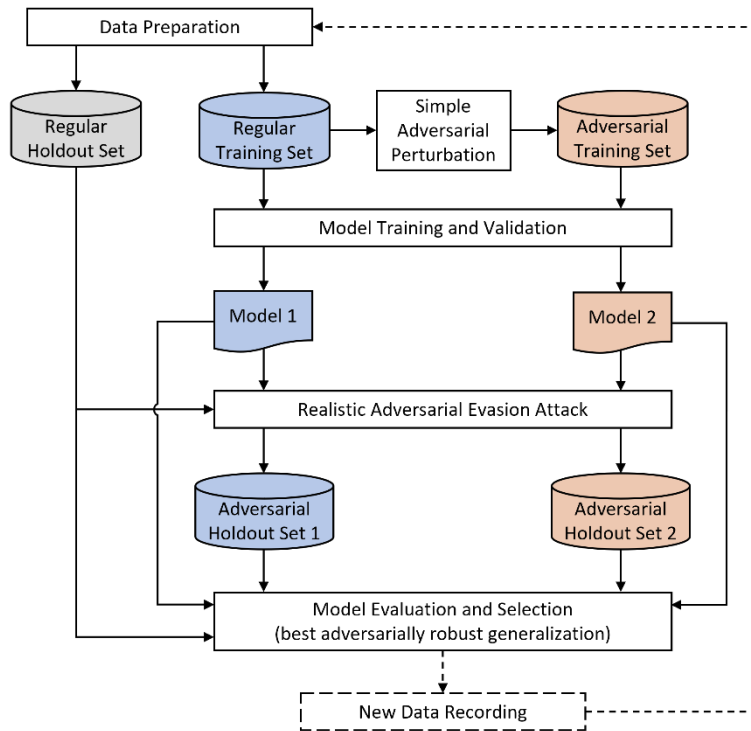 Data Preparation
Regular
Holdout Set
Regular
Training Set
Simple
Adversarial
Perturbation
Adversarial
Training Set
Model Training and Validation
Model 1
Model 2
Realistic Adversarial Evasion Attack
Adversarial
Holdout Set 1
Adversarial
Holdout Set 2
Model Evaluation and Selection
(best adversarially robust generalization)
New Data Recording